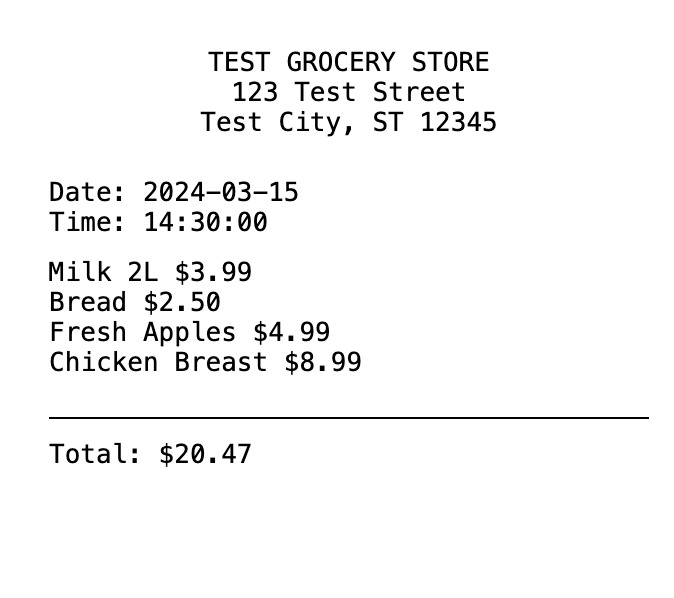 TEST GROCERY STORE
123 Test Street
Test City, ST 12345
Date: 2024-03-15
Time: 14:30:00
Milk 2L $3.99
Bread $2.50
Fresh Apples $4.99
Chicken Breast $8.99
Total: $20.47